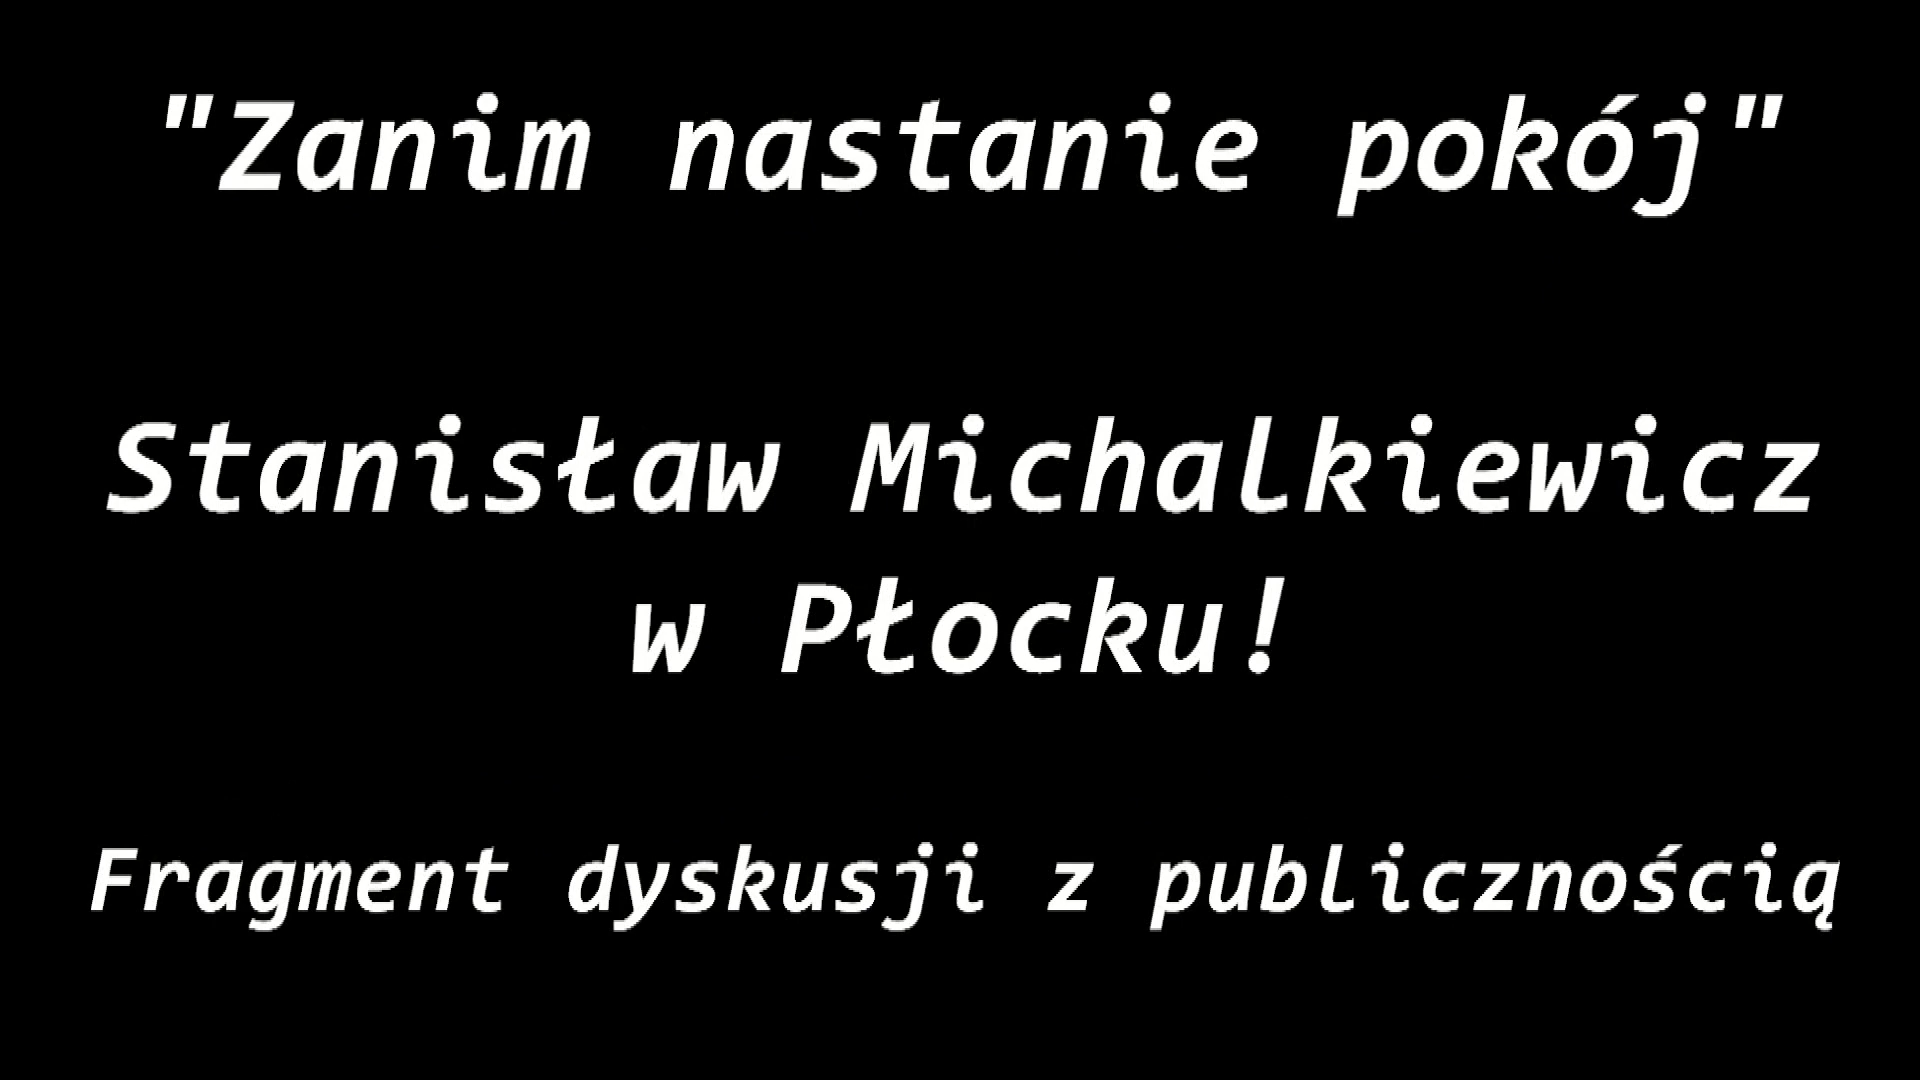 "Zanim nastanie pokój"
Stanisław Michalkiewicz
w Płocku!
Fragment dyskusji z publicznością